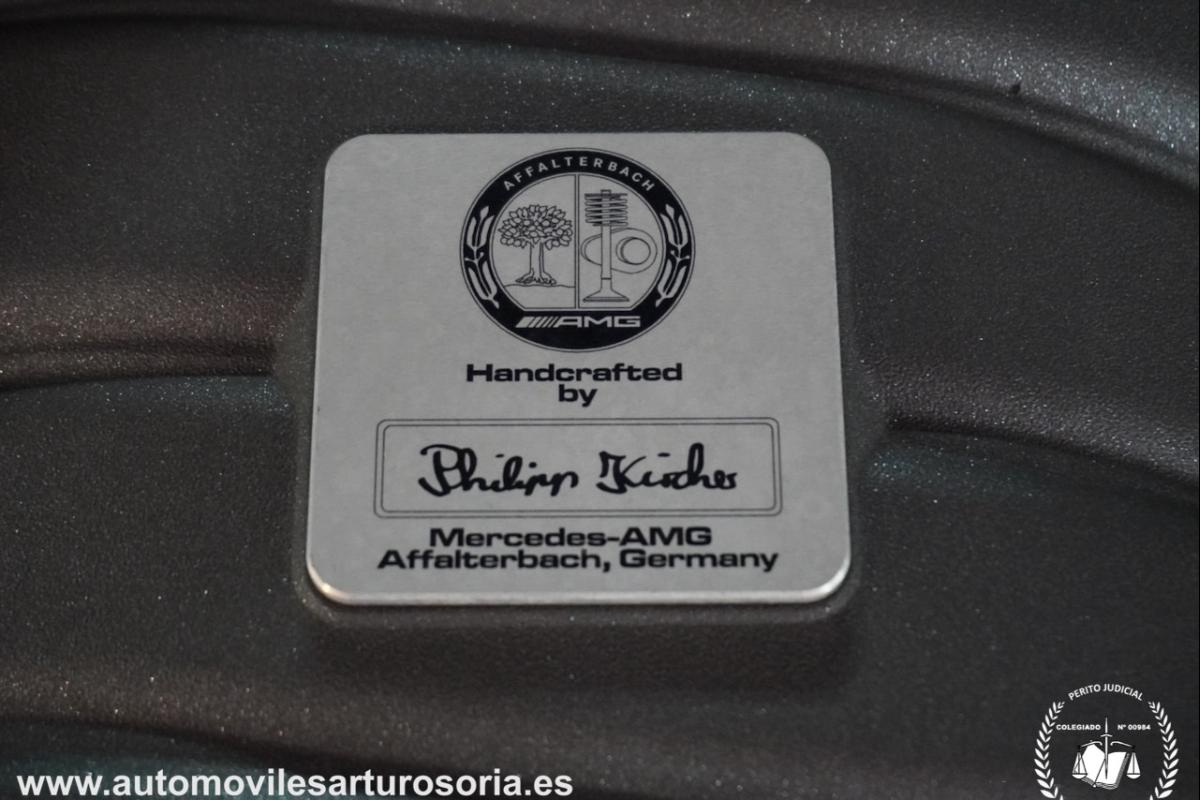 AFFALTERBACH
AMG
Handcrafted
by
Philipp Kircher
Mercedes-AMG
Affalterbach, Germany
www.automovilesarturosoria.es
PERITO JUDICIAL
COLEGIADO Nº 00984